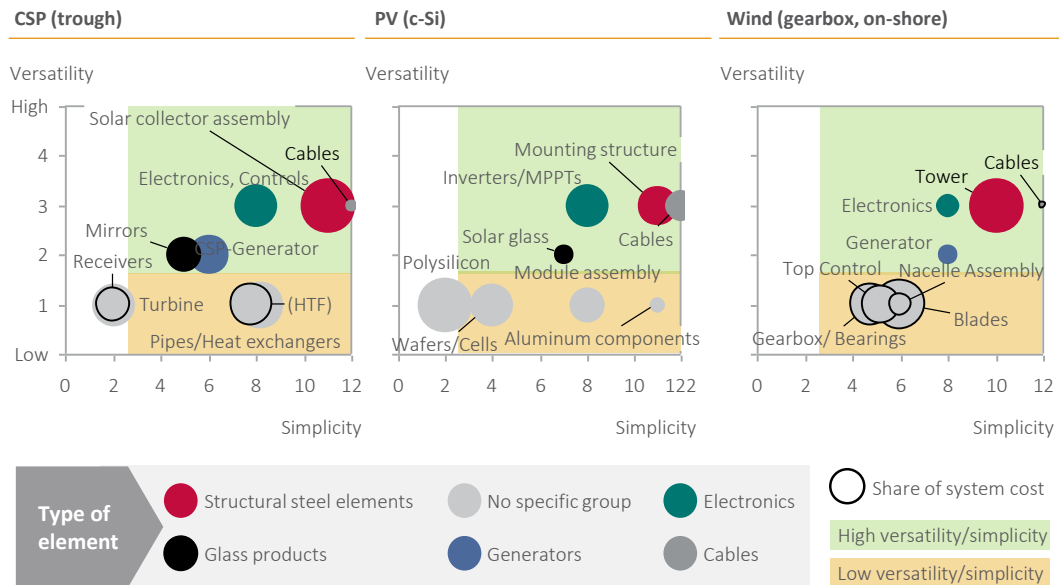 CSP (trough)
PV (c-Si)
Wind (gearbox, on-shore)
Versatility
Versatility
Versatility
High
4
3
2
1
Low
Solar collector assembly
Cables
Electronics, Controls
Mirrors
CSP-Generator
Receivers
Turbine
(HTF)
Pipes/Heat exchangers
0
2
4
6
8
10
12
Simplicity
Mounting structure
Inverters/MPPTs
Solar glass
Cables
Polysilicon
Module assembly
Wafers/Cells
Aluminum components
0
2
4
6
8
10
122
Simplicity
Cables
Tower
Electronics
Generator
Top Control
Nacelle Assembly
Blades
Gearbox/ Bearings
0
2
4
6
8
10
12
Simplicity
Type of
element
Structural steel elements
No specific group
Electronics
Glass products
Generators
Cables
Share of system cost
High versatility/simplicity
Low versatility/simplicity